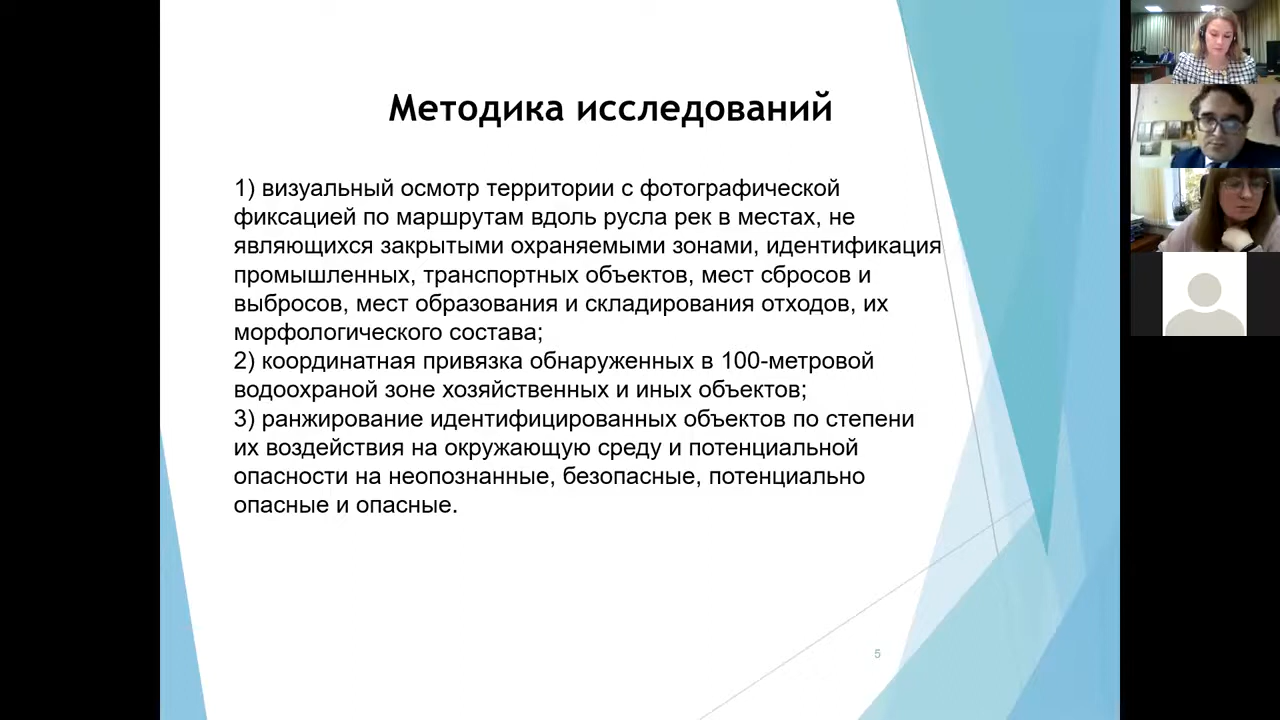 Методика исследований
1) визуальный осмотр территории с фотографической
фиксацией по маршрутам вдоль русла рек в местах, не
являющихся закрытыми охраняемыми зонами, идентификация
промышленных, транспортных объектов, мест сбросов и
выбросов, мест образования и складирования отходов, их
морфологического состава;
2) координатная привязка обнаруженных в 100-метровой
водоохраной зоне хозяйственных и иных объектов;
3) ранжирование идентифицированных объектов по степени
их воздействия на окружающую среду и потенциальной
опасности на неопознанные, безопасные, потенциально
опасные и опасные.
5